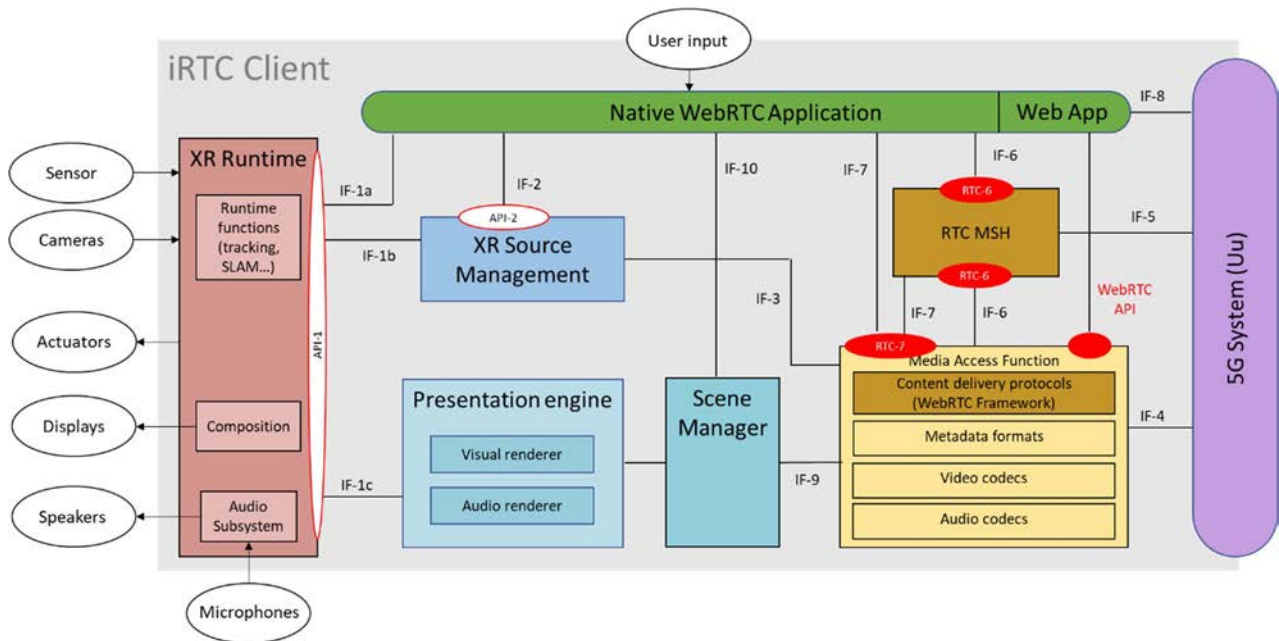 User input
iRTC Client
Native WebRTC Application
Web App
IF-8
XR Runtime
Sensor
IF-1a
IF-2
IF-10
IF-7
IF-6
RTC-6
Runtime
functions
(tracking,
SLAM...)
API-2
RTC MSH
IF-5
Cameras
IF-1b
XR Source
Management
RTC-6
IF-3
IF-7
IF-6
WebRTC
API
Actuators
API-1
RTC-7
Media Access Function
5G System (Uu)
Presentation engine
Scene
Manager
Content delivery protocols
(WebRTC Framework)
Displays
Composition
Visual renderer
Metadata formats
IF-4
IF-1c
IF-9
Video codecs
Speakers
Audio
Subsystem
Audio renderer
Audio codecs
Microphones